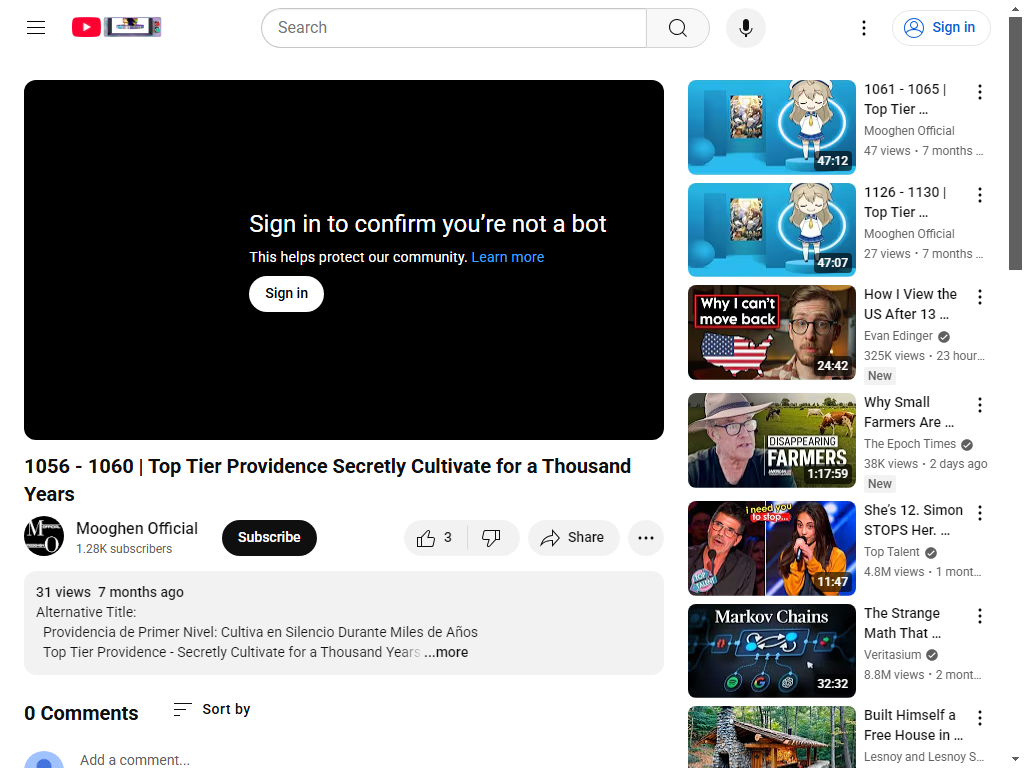 Search
Sign in
Sign in to confirm you’re not a bot
This helps protect our community. Learn more
Sign in
1056 - 1060 | Top Tier Providence Secretly Cultivate for a Thousand
Years
Mooghen Official
1.28K subscribers
Subscribe
3
Share
31 views 7 months ago
Alternative Title:
Providencia de Primer Nivel: Cultiva en Silencio Durante Miles de Años
Top Tier Providence - Secretly Cultivate for a Thousand Years ...more
0 Comments
Sort by
Add a comment...
47:12
1061 - 1065 |
Top Tier ...
Mooghen Official
47 views • 7 months ...
47:07
1126 - 1130 |
Top Tier ...
Mooghen Official
27 views • 7 months ...
Why I can't
move back
24:42
How I View the
US After 13 ...
Evan Edinger
325K views • 23 hour...
New
DISAPPEARING
FARMERS
1:17:59
Why Small
Farmers Are ...
The Epoch Times
38K views • 2 days ago
New
i need you
to stop...
TOP
TALENT
11:47
She's 12. Simon
STOPS Her. ...
Top Talent
4.8M views • 1 mont...
Markov Chains
32:32
The Strange
Math That ...
Veritasium
8.8M views • 2 mont...
Built Himself a
Free House in ...
Lesnoy and Lesnoy S...